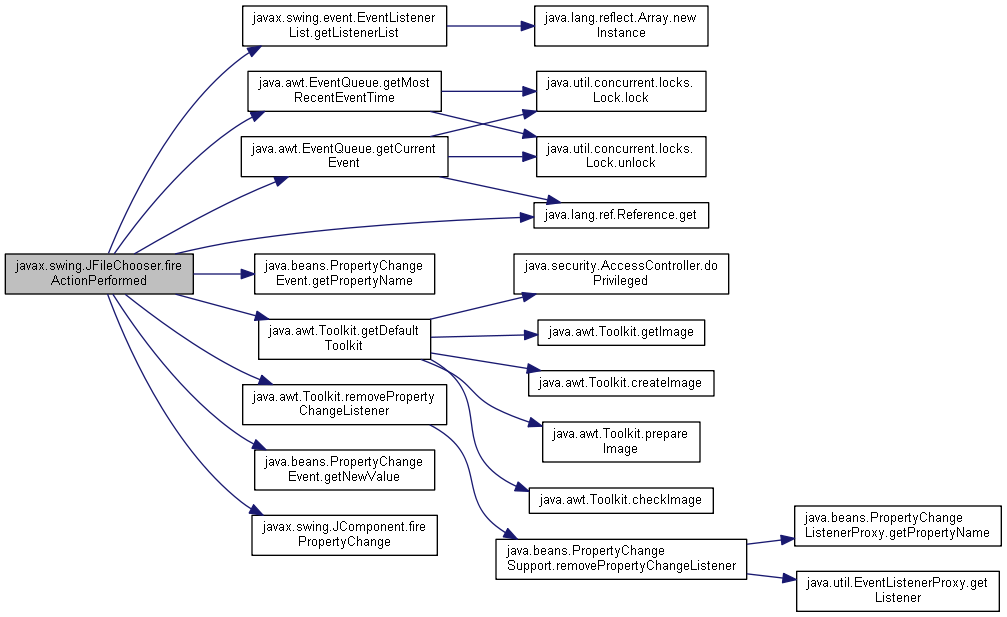 javax.swing.event.EventListener
List.getListenerList
java.lang.reflect.Array.new
Instance
java.awt.EventQueue.getMost
RecentEventTime
java.util.concurrent.locks.
Lock.lock
java.awt.EventQueue.getCurrent
Event
java.util.concurrent.locks.
Lock.unlock
java.lang.ref.Reference.get
javax.swing.JFileChooser.fire
ActionPerformed
java.beans.PropertyChange
Event.getPropertyName
java.security.AccessController.do
Privileged
java.awt.Toolkit.getDefault
Toolkit
java.awt.Toolkit.getImage
java.awt.Toolkit.createImage
java.awt.Toolkit.removeProperty
ChangeListener
java.awt.Toolkit.prepare
Image
java.beans.PropertyChange
Event.getNewValue
java.awt.Toolkit.checkImage
javax.swing.JComponent.fire
PropertyChange
java.beans.PropertyChange
Support.removePropertyChangeListener
java.beans.PropertyChange
ListenerProxy.getPropertyName
java.util.EventListenerProxy.get
Listener